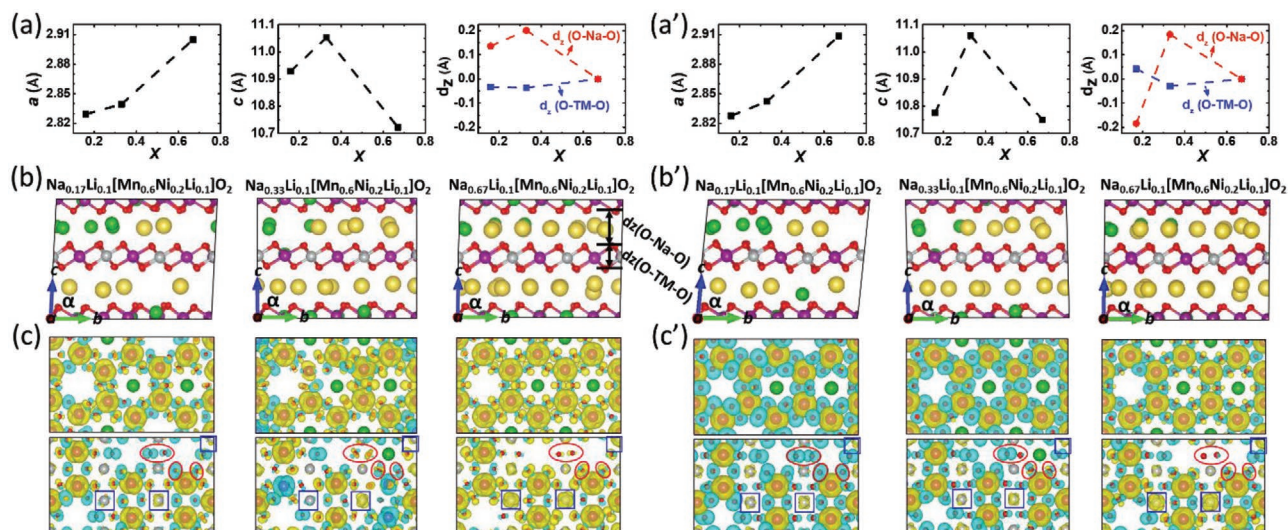 (a)
2.91
2.88
2.85
2.82
a (Å)
0.2 0.4 0.6 0.8
X
11.1
11.0
10.9
10.8
10.7
c (Å)
0.2 0.4 0.6 0.8
X
0.2
0.1
0.0
-0.1
-0.2
dz (Å)
dz (O-Na-O)
dz (O-TM-O)
0.0 0.2 0.4 0.6 0.8
X
(a')
2.91
2.88
2.85
2.82
a (Å)
0.2 0.4 0.6 0.8
X
11.1
11.0
10.9
10.8
10.7
c (Å)
0.2 0.4 0.6 0.8
X
0.2
0.1
0.0
-0.1
-0.2
dz (Å)
dz (O-Na-O)
dz (O-TM-O)
0.0 0.2 0.4 0.6 0.8
X
(b)
Na0.17Li0.1[Mn0.6Ni0.2Li0.1]O2
Na0.33Li0.1[Mn0.6Ni0.2Li0.1]O2
Na0.67Li0.1[Mn0.6Ni0.2Li0.1]O2
dz(O-Na-O)
dz(O-TM-O)
c
α
b
c
α
b
c
α
b
(b')
Na0.17Li0.1[Mn0.6Ni0.2Li0.1]O2
Na0.33Li0.1[Mn0.6Ni0.2Li0.1]O2
Na0.67Li0.1[Mn0.6Ni0.2Li0.1]O2
c
α
b
c
α
b
c
α
b
(c)
(c')